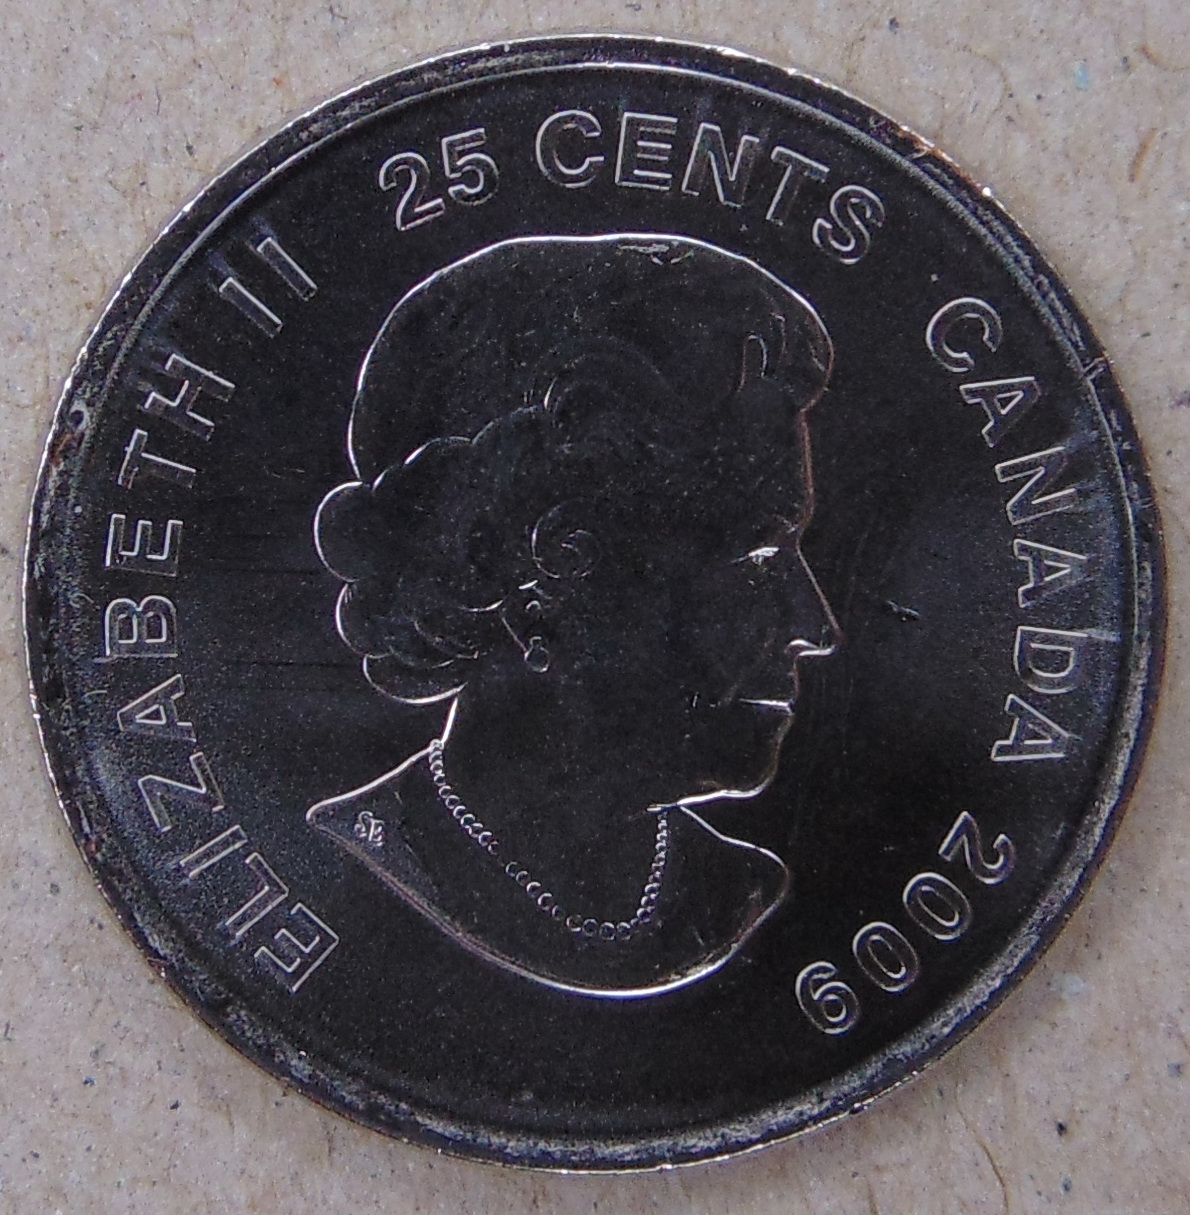 ELIZABETH II 25 CENTS CANADA 2009
SB